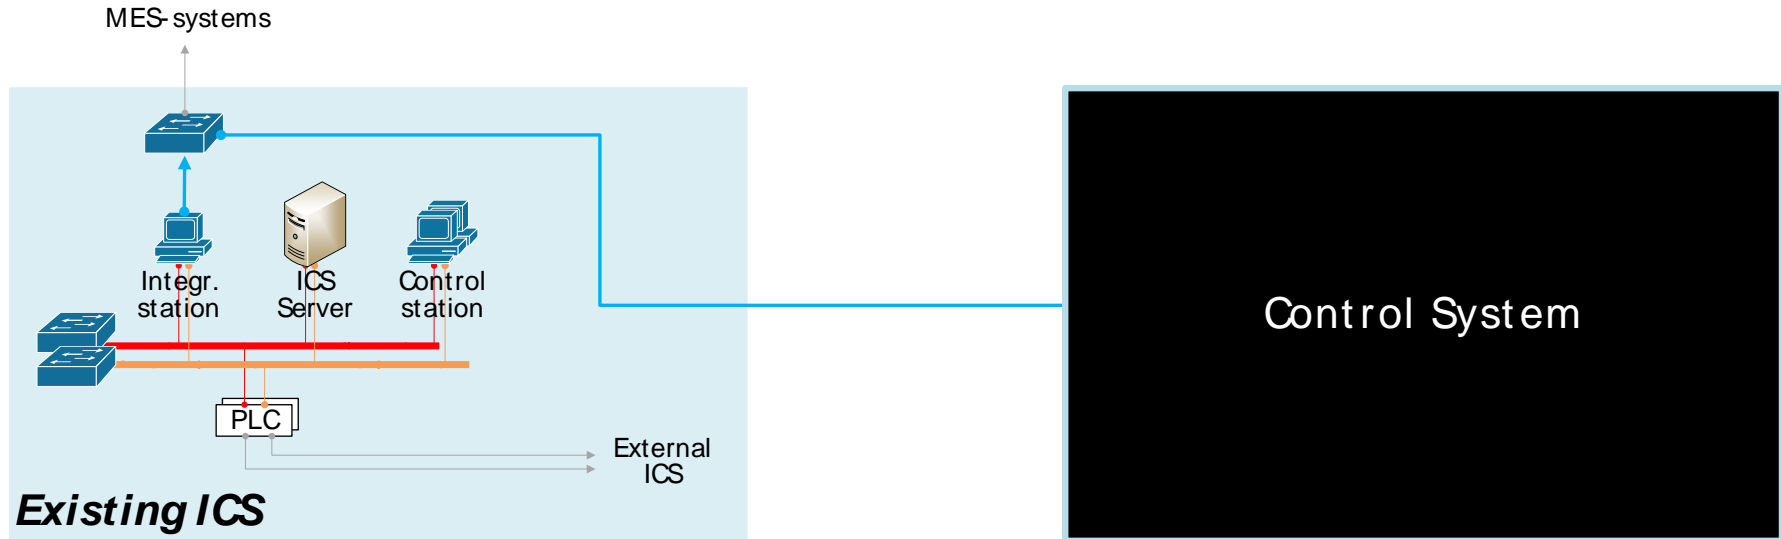 MES-systems
Integr.
station
ICS
Server
Control
station
PLC
External
ICS
Existing ICS
Control System